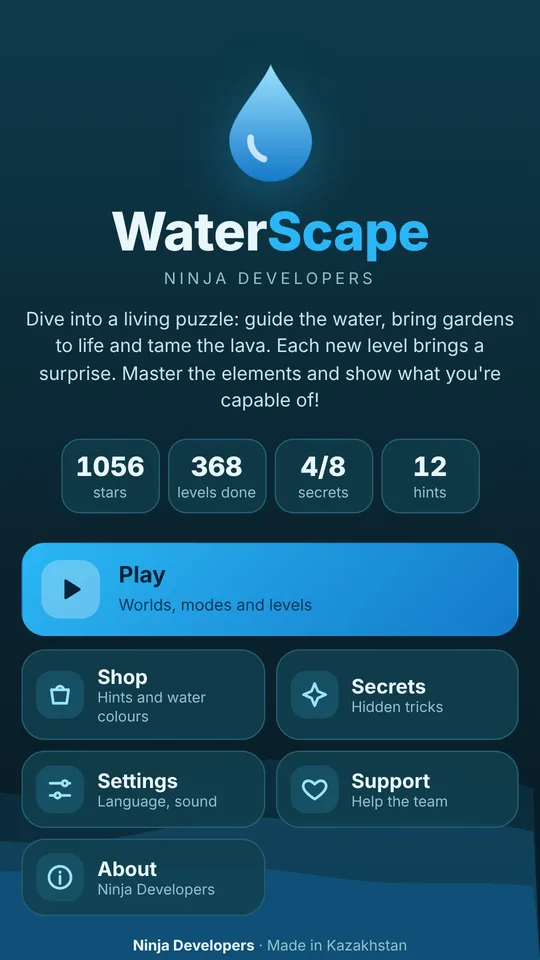 WaterScape
NINJA DEVELOPERS
Dive into a living puzzle: guide the water, bring gardens
to life and tame the lava. Each new level brings a
surprise. Master the elements and show what you're
capable of!
1056
stars
368
levels done
4/8
secrets
12
hints
Play
Worlds, modes and levels
Shop
Hints and water
colours
Secrets
Hidden tricks
Settings
Language, sound
Support
Help the team
About
Ninja Developers
Ninja Developers · Made in Kazakhstan